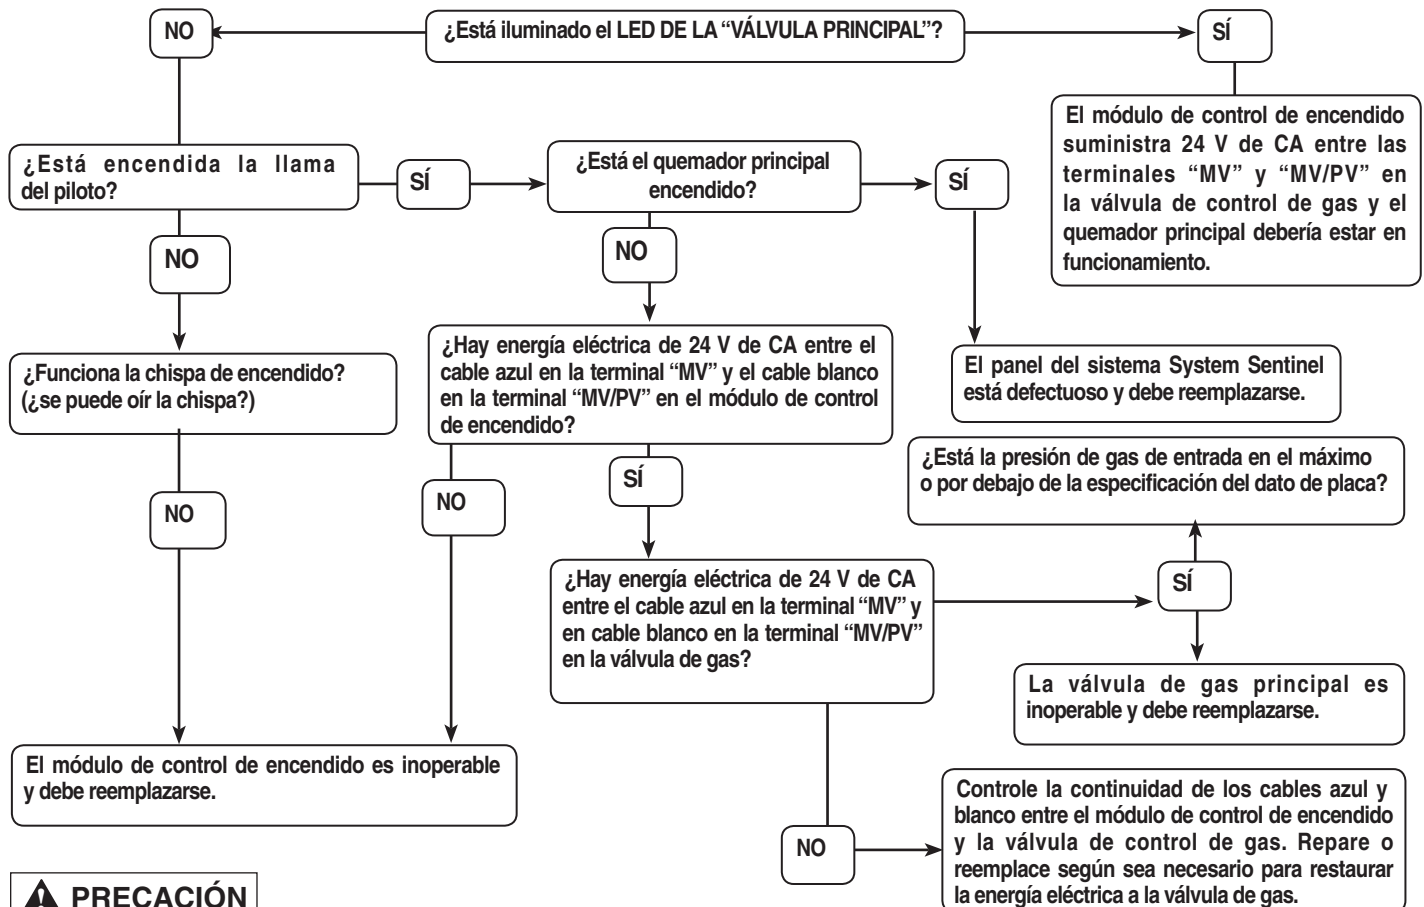 NO
¿Está iluminado el LED DE LA “VÁLVULA PRINCIPAL”?
SÍ
El módulo de control de encendido
suministra 24 V de CA entre las
terminales “MV” y “MV/PV” en
la válvula de control de gas y el
quemador principal debería estar en
funcionamiento.
¿Está encendida la llama
del piloto?
SÍ
¿Está el quemador principal
encendido?
SÍ
NO
NO
¿Funciona la chispa de encendido?
(¿se puede oír la chispa?)
¿Hay energía eléctrica de 24 V de CA entre el
cable azul en la terminal “MV” y el cable blanco
en la terminal “MV/PV” en el módulo de control
de encendido?
El panel del sistema System Sentinel
está defectuoso y debe reemplazarse.
¿Está la presión de gas de entrada en el máximo
o por debajo de la especificación del dato de placa?
NO
NO
SÍ
¿Hay energía eléctrica de 24 V de CA
entre el cable azul en la terminal “MV” y
en cable blanco en la terminal “MV/PV”
en la válvula de gas?
SÍ
La válvula de gas principal es
inoperable y debe reemplazarse.
El módulo de control de encendido es inoperable
y debe reemplazarse.
NO
Controle la continuidad de los cables azul y
blanco entre el módulo de control de encendido
y la válvula de control de gas. Repare o
reemplace según sea necesario para restaurar
la energía eléctrica a la válvula de gas.
PRECACIÓN